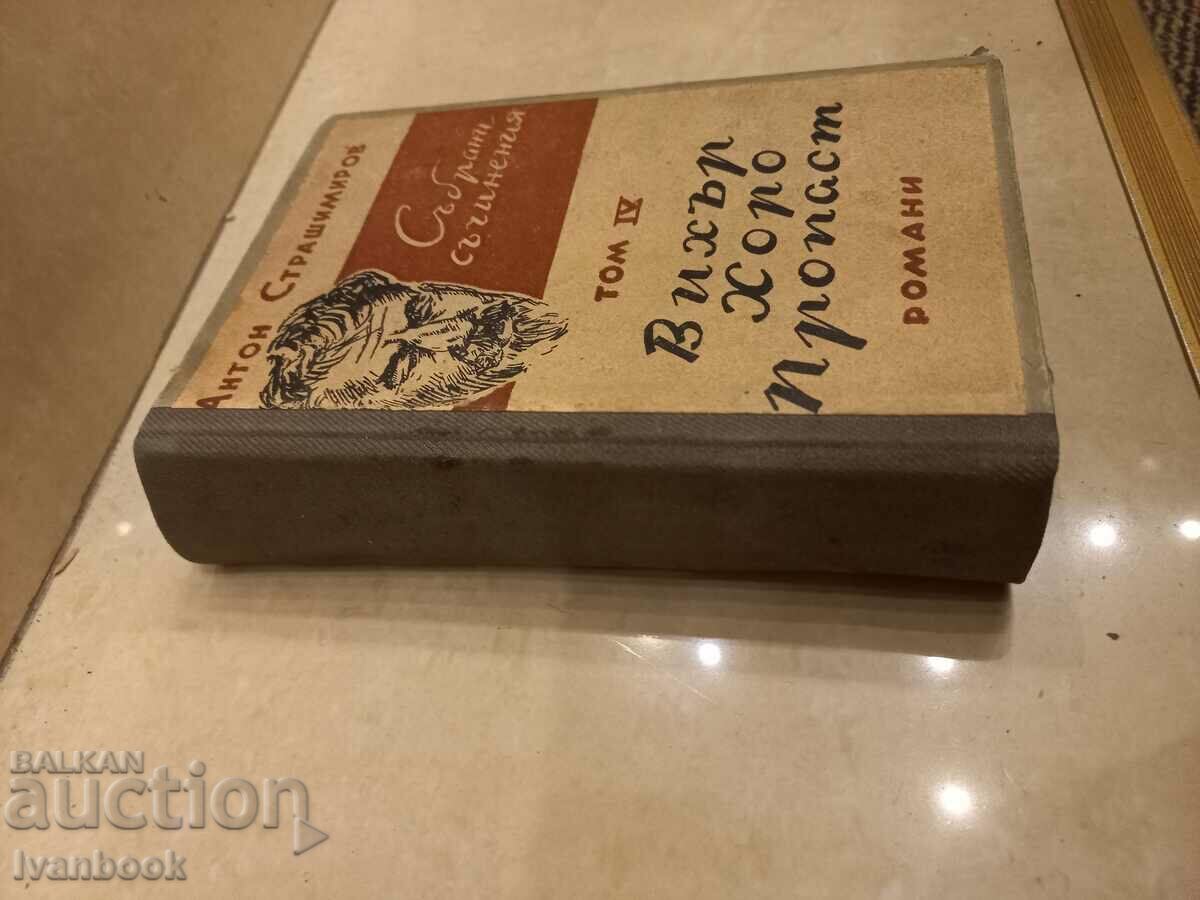 Антон Страшимиров
Събрани
съчинения
том IV
Вихър
Хоро
Пропаст
романи
BALKAN
auction
Ivanbook